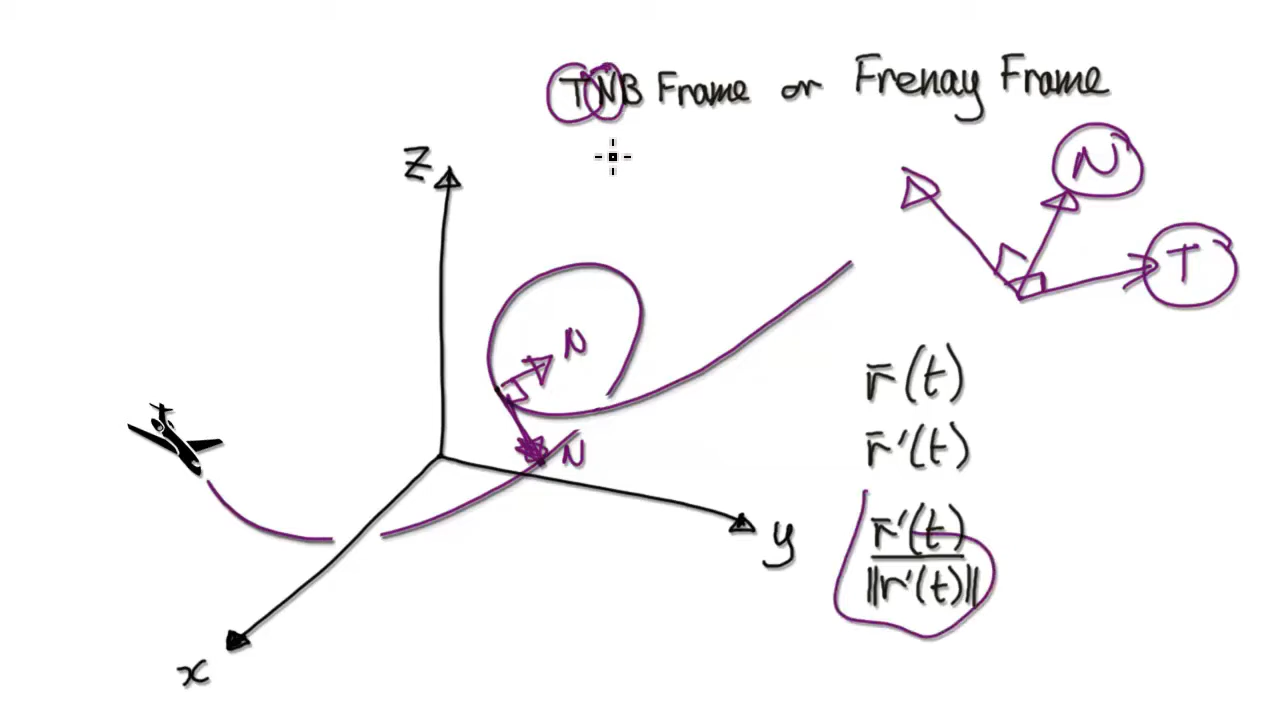 TNB Frame or Frenay Frame
Z
N
T
N
N
r̄(t)
r̄'(t)
r̄'(t)
||r'(t)||
y
x